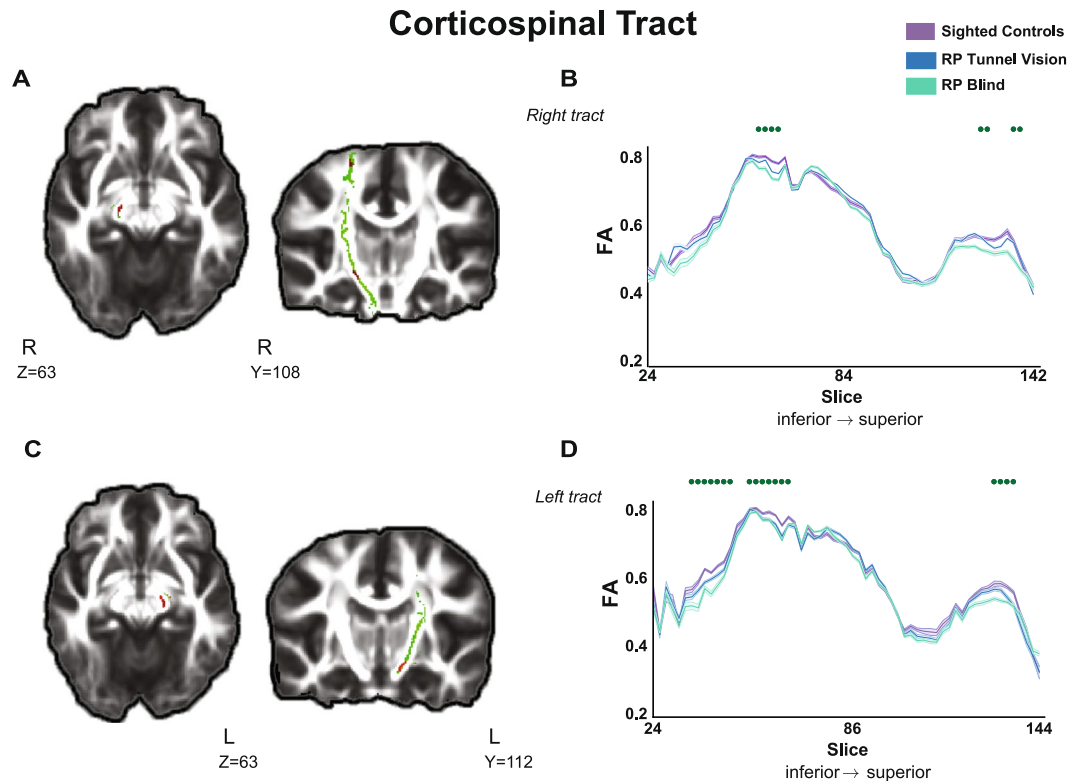 Corticospinal Tract
Sighted Controls
RP Tunnel Vision
RP Blind
A
R
Z=63
R
Y=108
B
Right tract
0.8
0.6
0.4
0.2
FA
24
84
142
Slice
inferior → superior
C
L
Z=63
L
Y=112
D
Left tract
0.8
0.6
0.4
0.2
FA
24
86
144
Slice
inferior → superior